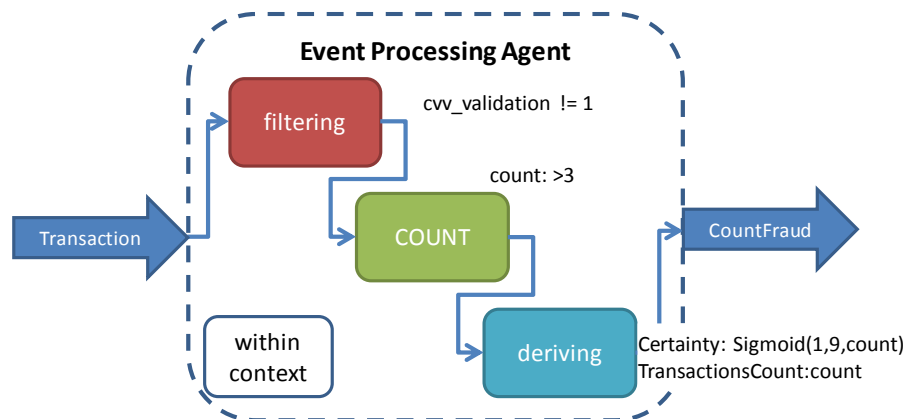 Event Processing Agent
filtering
cvv_validation != 1
count: >3
Transaction
COUNT
CountFraud
within
context
deriving
Certainty: Sigmoid(1,9,count)
TransactionsCount:count